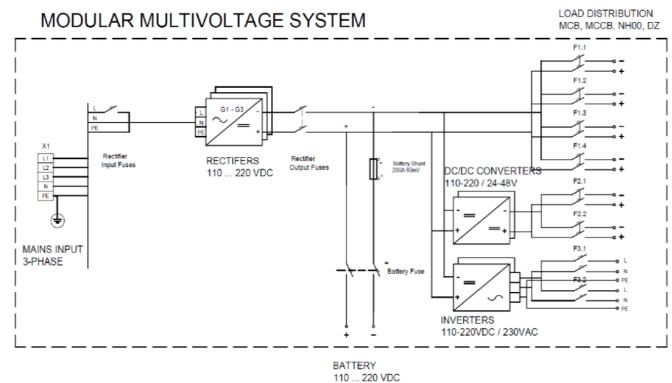 MODULAR MULTIVOLTAGE SYSTEM
LOAD DISTRIBUTION
MCB, MCCB, NH00, DZ
F1.1
- 
+
F1.2
-
+
F1.3
-
+
F1.4
-
+
L
N
PE
Rectifier
Input Fuses
L
N
PE
G1 - G3
-
=
+
RECTIFERS
110 ... 220 VDC
Rectifier
Output Fuses
-
+
Battery Shunt
200A 60mV
DC/DC CONVERTERS
110-220 / 24-48V
-
=
+
-
=
+
F2.1
-
+
F2.2
-
+
X1
L1
L2
L3
N
PE
MAINS INPUT
3-PHASE
Battery Fuse
+
-
-
=
+
INVERTERS
110-220VDC / 230VAC
F3.1
L
N
PE
F3.2
L
N
PE
BATTERY
110 ... 220 VDC